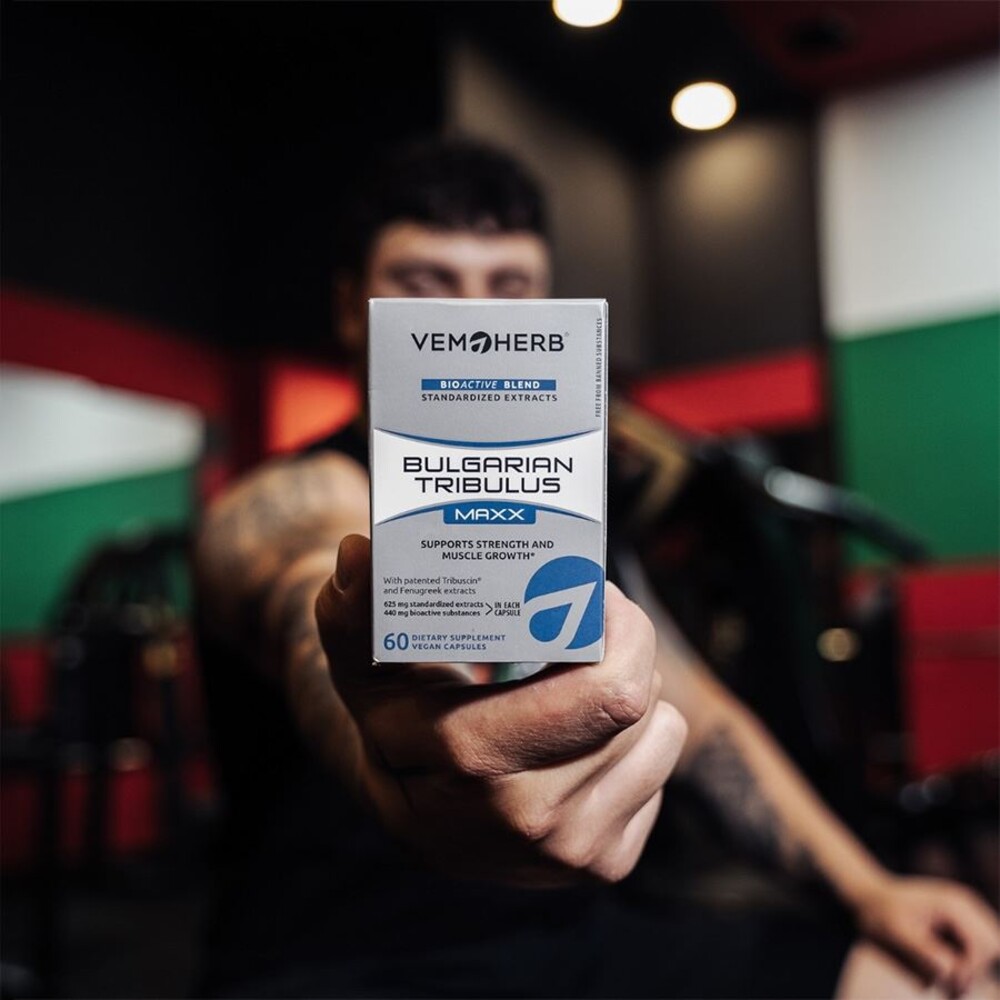 VEMOHERB®
BIOACTIVE BLEND
STANDARDIZED EXTRACTS
FREE FROM BANNED SUBSTANCES
BULGARIAN
TRIBULUS
MAXX
SUPPORTS STRENGTH AND
MUSCLE GROWTH*
With patented Tribuscin®
and Fenugreek extracts
625 mg standardized extracts
440 mg bioactive substances
IN EACH
CAPSULE
60 DIETARY SUPPLEMENT
VEGAN CAPSULES